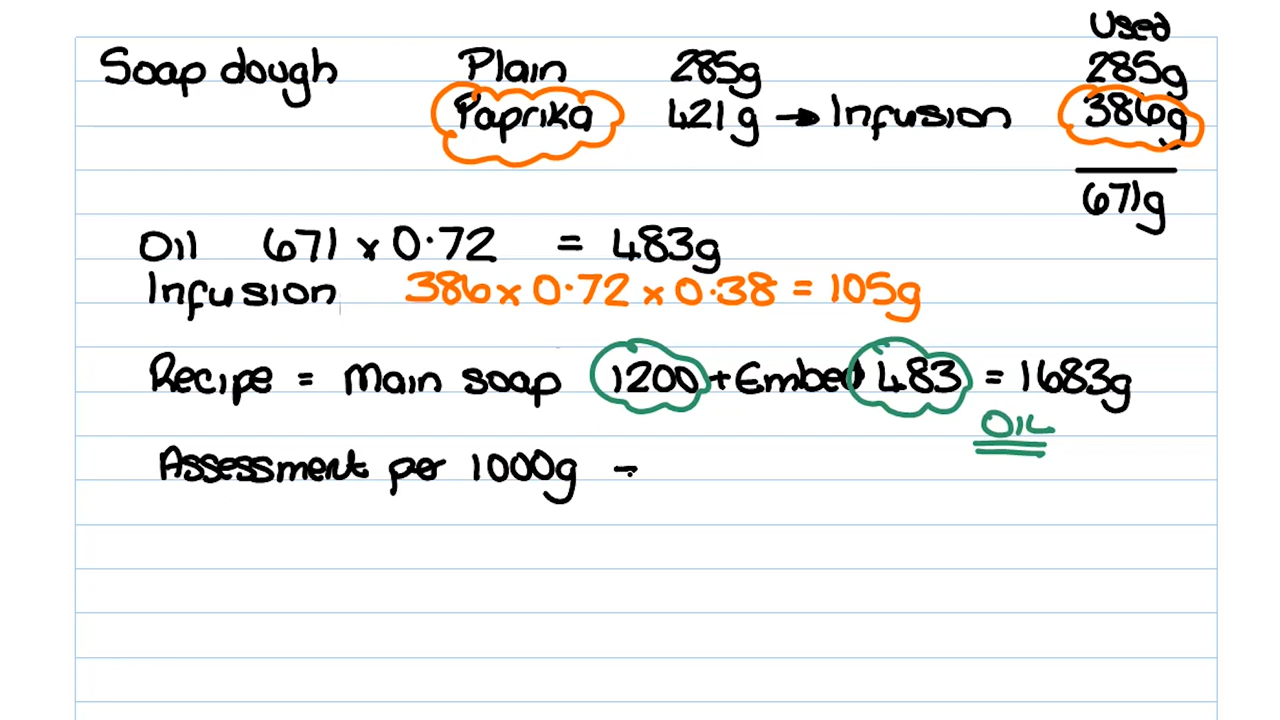 Used
Soap dough Plain 285g 285g
Paprika 421g → Infusion 386g
671g
Oil 671 x 0.72 = 483g
Infusion 386 x 0.72 x 0.38 = 105g
Recipe = Main soap 1200 + Embed 483 = 1683g
OIL
Assessment per 1000g -